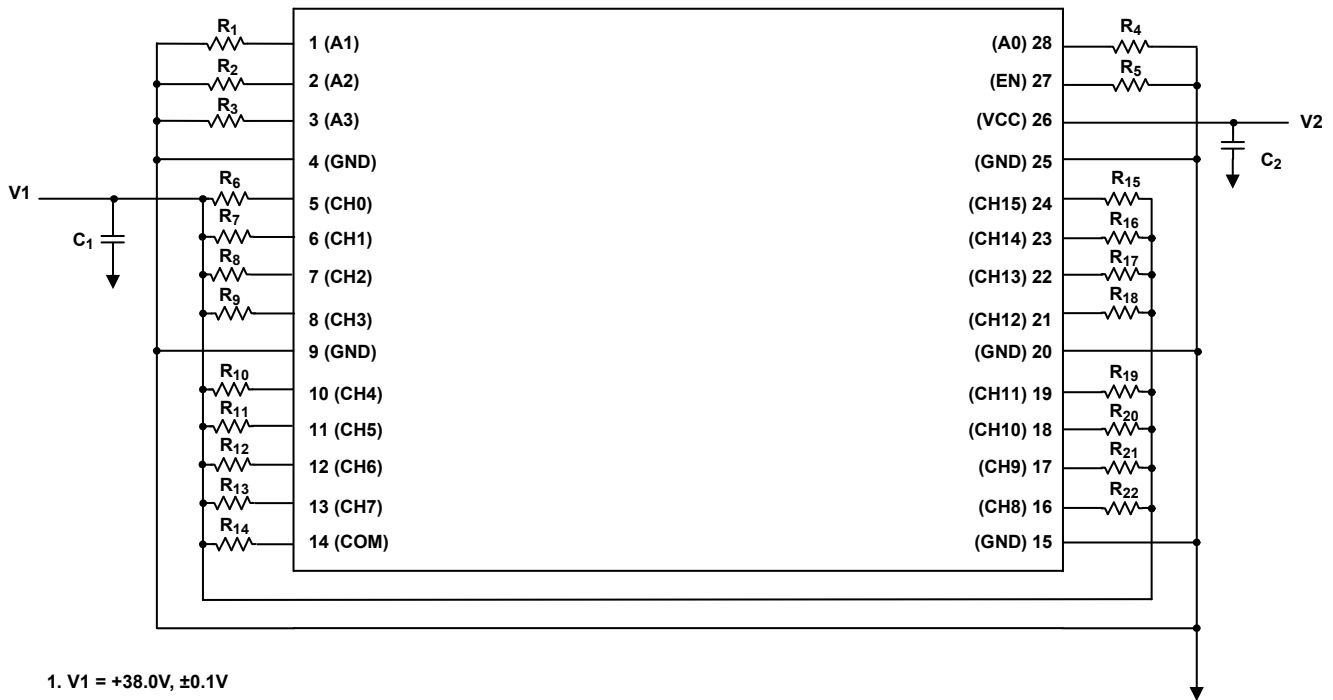 R1
1 (A1)
R2
2 (A2)
R3
3 (A3)
4 (GND)
V1
C1
R6
5 (CH0)
R7
6 (CH1)
R8
7 (CH2)
R9
8 (CH3)
9 (GND)
R10
10 (CH4)
R11
11 (CH5)
R12
12 (CH6)
R13
13 (CH7)
R14
14 (COM)
R4
(A0) 28
R5
(EN) 27
(VCC) 26
V2
C2
(GND) 25
R15
(CH15) 24
R16
(CH14) 23
R17
(CH13) 22
R18
(CH12) 21
(GND) 20
R19
(CH11) 19
R20
(CH10) 18
R21
(CH9) 17
R22
(CH8) 16
(GND) 15
1. V1 = +38.0V, ±0.1V